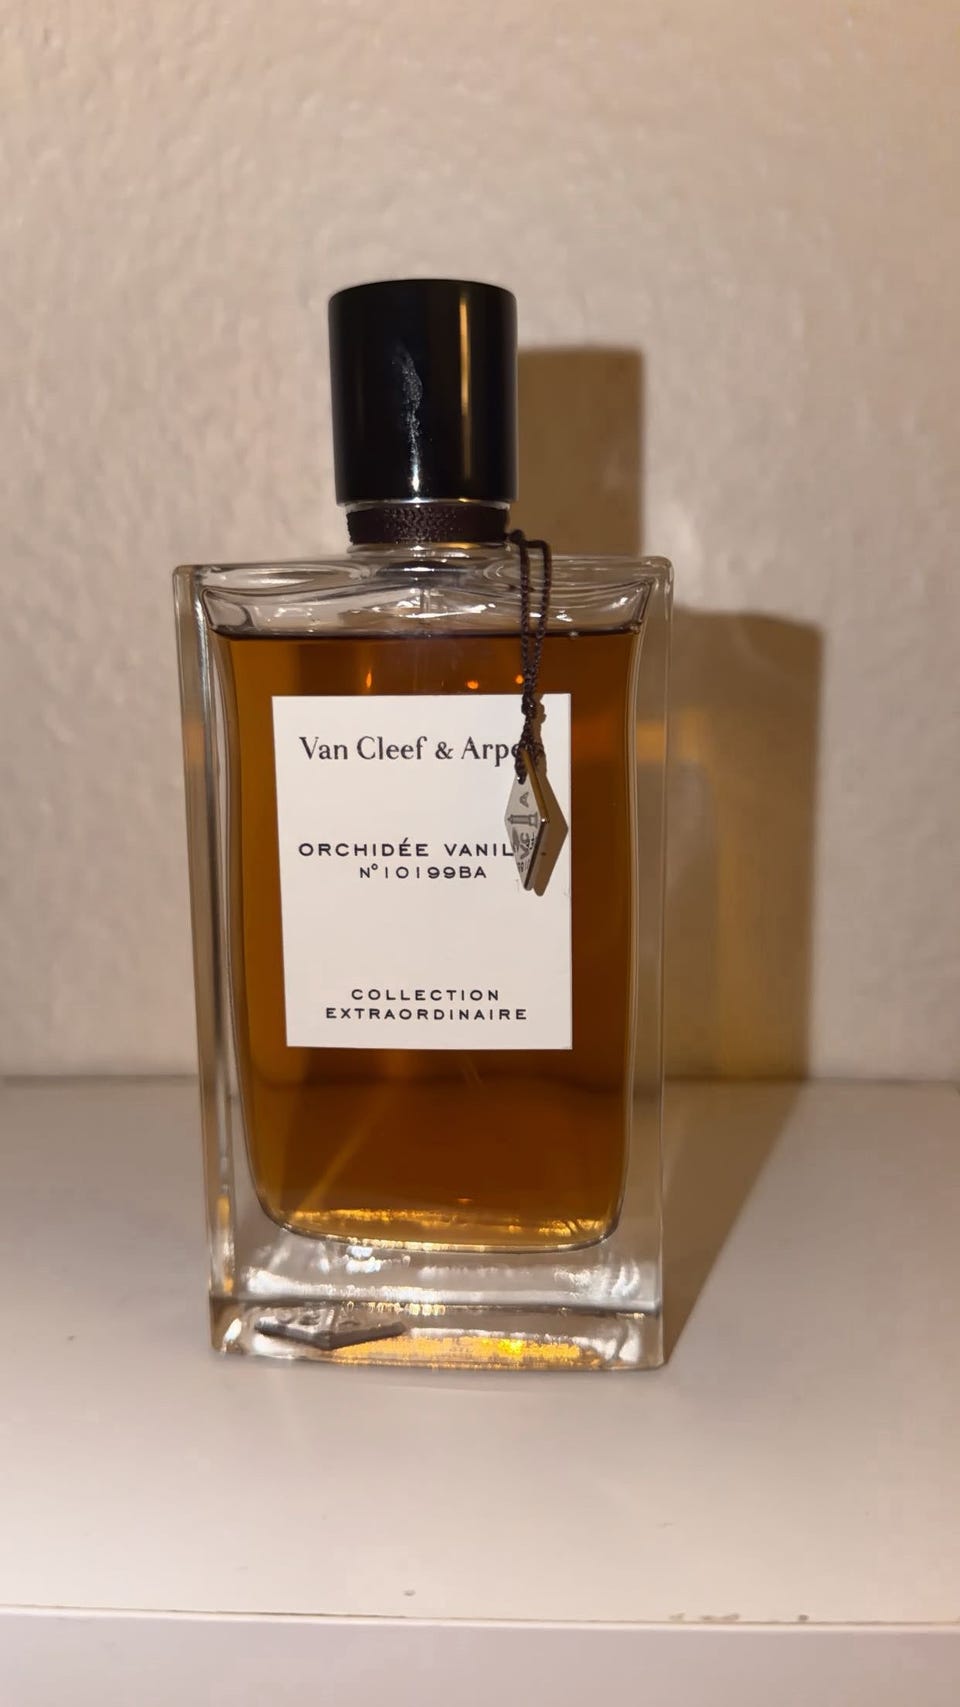 Van Cleef & Arpe
ORCHIDÉE VANIL
N°10199BA
COLLECTION
EXTRAORDINAIRE